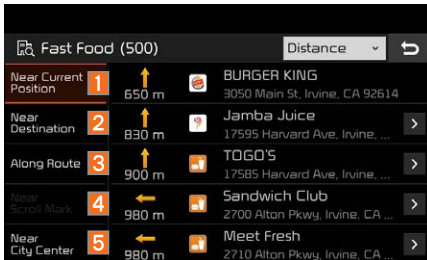 Fast Food (500)
Distance
Near Current
Position
1
650 m
BURGER KING
3050 Main St, Irvine, CA 92614
Near
Destination
2
830 m
Jamba Juice
17595 Harvard Ave, Irvine, ...
Along Route
3
900 m
TOGO'S
17585 Harvard Ave, Irvine, ...
Near
Scroll Mark
4
980 m
Sandwich Club
2700 Alton Pkwy, Irvine, CA ...
Near
City Center
5
980 m
Meet Fresh
2710 Alton Pkwy, Irvine, CA ...